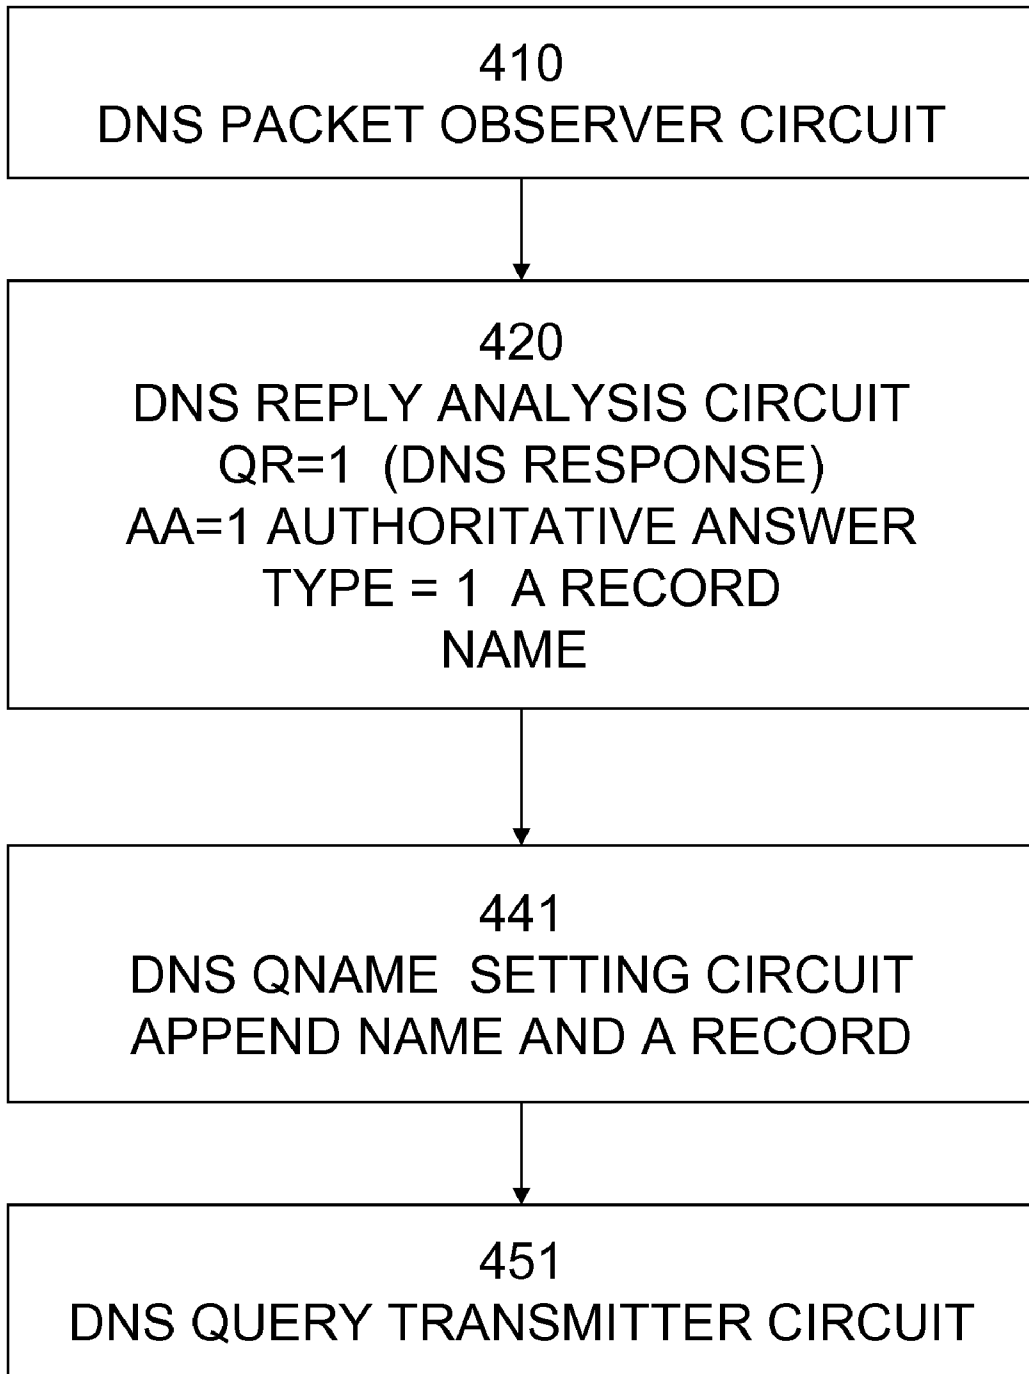 410
DNS PACKET OBSERVER CIRCUIT
420
DNS REPLY ANALYSIS CIRCUIT
QR=1 (DNS RESPONSE)
AA=1 AUTHORITATIVE ANSWER
TYPE = 1 A RECORD
NAME
441
DNS QNAME SETTING CIRCUIT
APPEND NAME AND A RECORD
451
DNS QUERY TRANSMITTER CIRCUIT